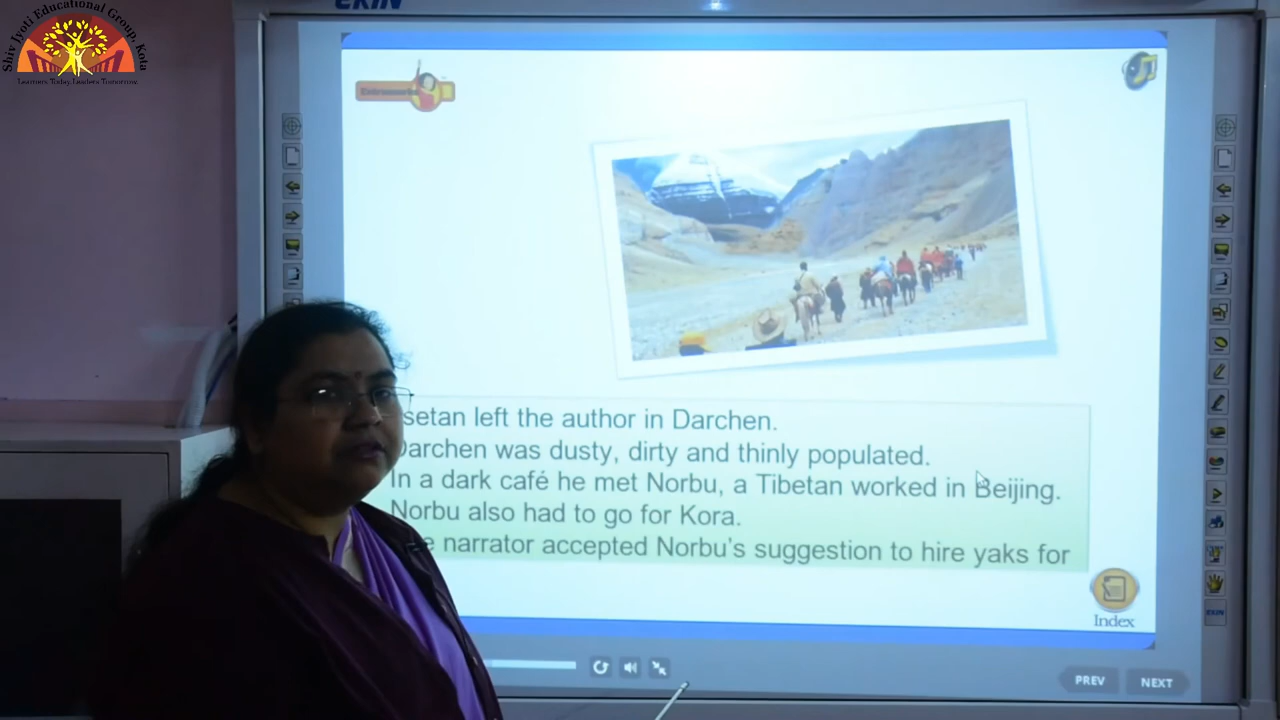 EKIN
Shiv Jyoti Educational Group, Kota
Learners Today Leaders Tomorrow
setan left the author in Darchen.
Darchen was dusty, dirty and thinly populated.
In a dark café he met Norbu, a Tibetan worked in Beijing.
Norbu also had to go for Kora.
e narrator accepted Norbu's suggestion to hire yaks for
Index
PREV
NEXT
EKIN